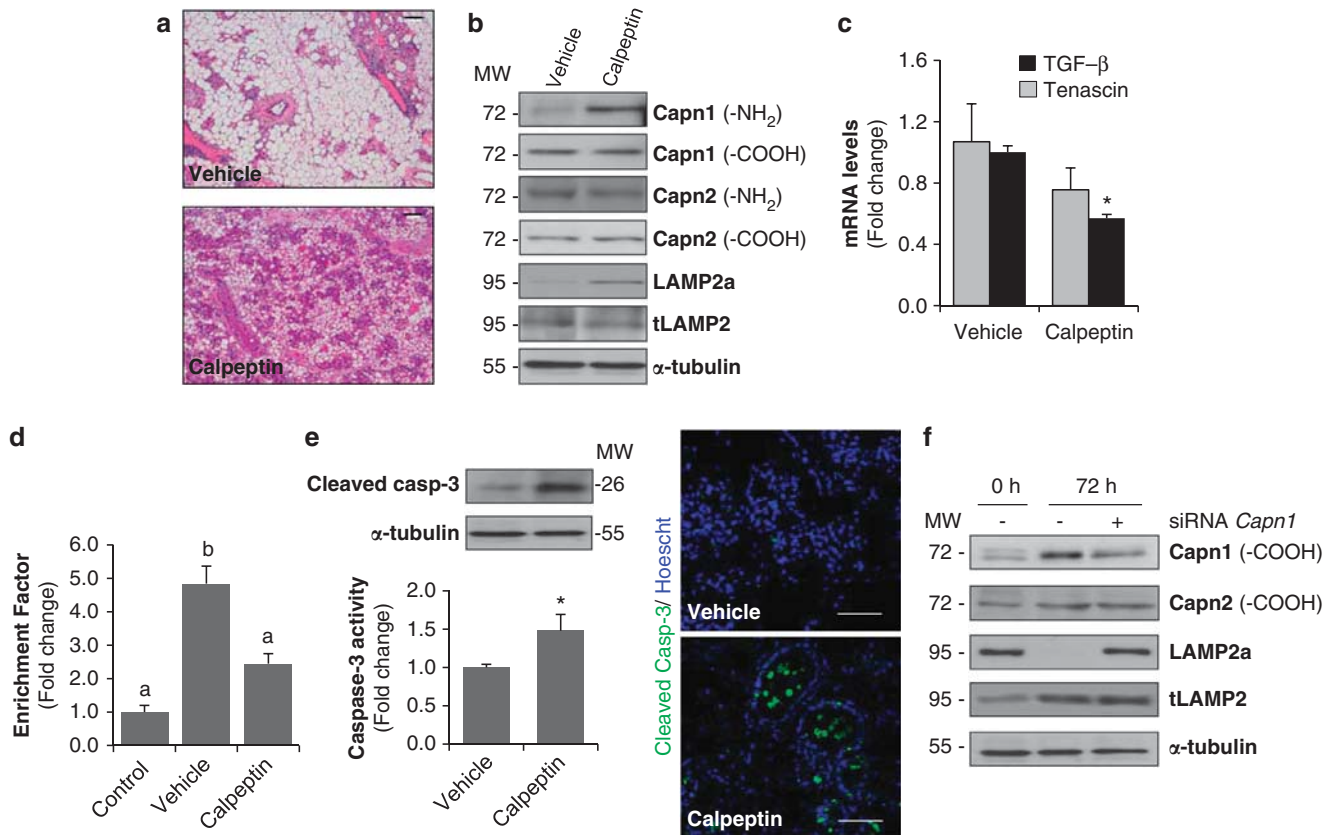 a
Vehicle
Calpeptin
b
Vehicle
Calpeptin
MW
72 - Capn1 (-NH2)
72 - Capn1 (-COOH)
72 - Capn2 (-NH2)
72 - Capn2 (-COOH)
95 - LAMP2a
95 - tLAMP2
55 - α-tubulin
c
mRNA levels
(Fold change)
1.6
1.2
0.8
0.4
0.0
TGF–β
Tenascin
*
Vehicle Calpeptin
d
Enrichment Factor
(Fold change)
6.0
5.0
4.0
3.0
2.0
1.0
0.0
a
b
a
Control
Vehicle
Calpeptin
e
MW
Cleaved casp-3 -26
α-tubulin -55
Caspase-3 activity
(Fold change)
2.0
1.5
1.0
0.5
0.0
*
Vehicle
Calpeptin
Cleaved Casp-3/ Hoescht
Vehicle
Calpeptin
f
0 h 72 h
MW - - + siRNA Capn1
72 - Capn1 (-COOH)
72 - Capn2 (-COOH)
95 - LAMP2a
95 - tLAMP2
55 - α-tubulin